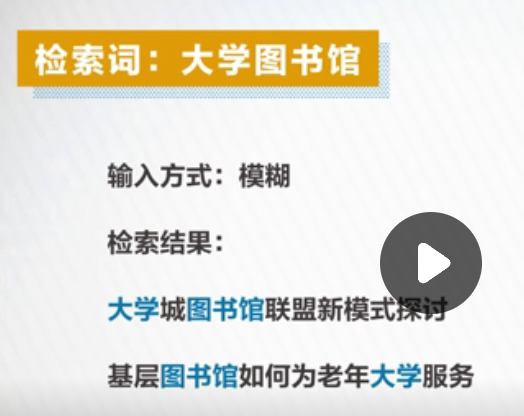 检索词：大学图书馆
输入方式：模糊
检索结果：
大学城图书馆联盟新模式探讨
基层图书馆如何为老年大学服务